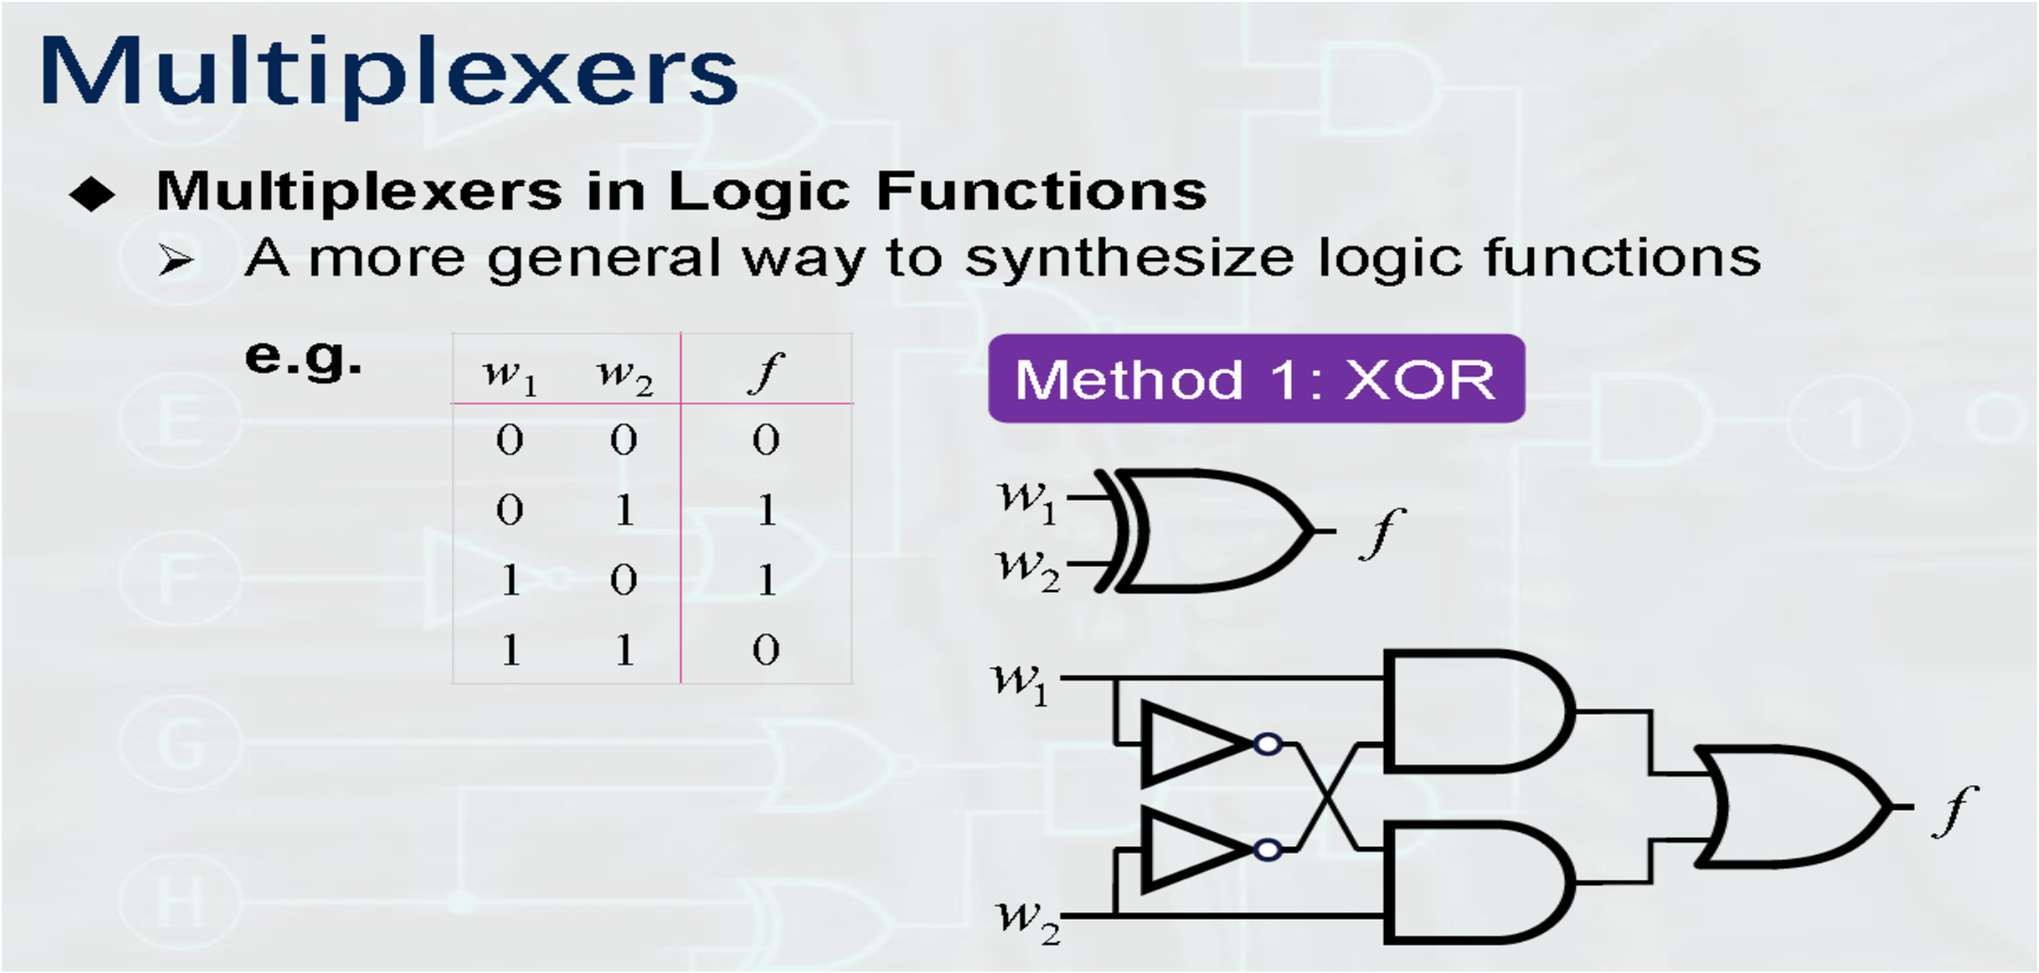 Multiplexers
◆ Multiplexers in Logic Functions
➢ A more general way to synthesize logic functions
e.g.
w1 w2 f
0 0 0
0 1 1
1 0 1
1 1 0
Method 1: XOR
w1
w2
f
w1
w2
f
E
F
G
H
1